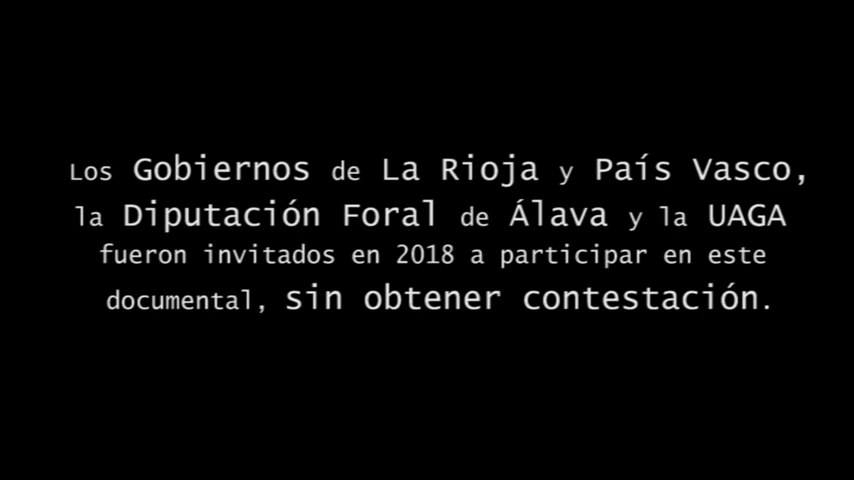 Los Gobiernos de La Rioja y País Vasco,
la Diputación Foral de Álava y la UAGA
fueron invitados en 2018 a participar en este
documental, sin obtener contestación.